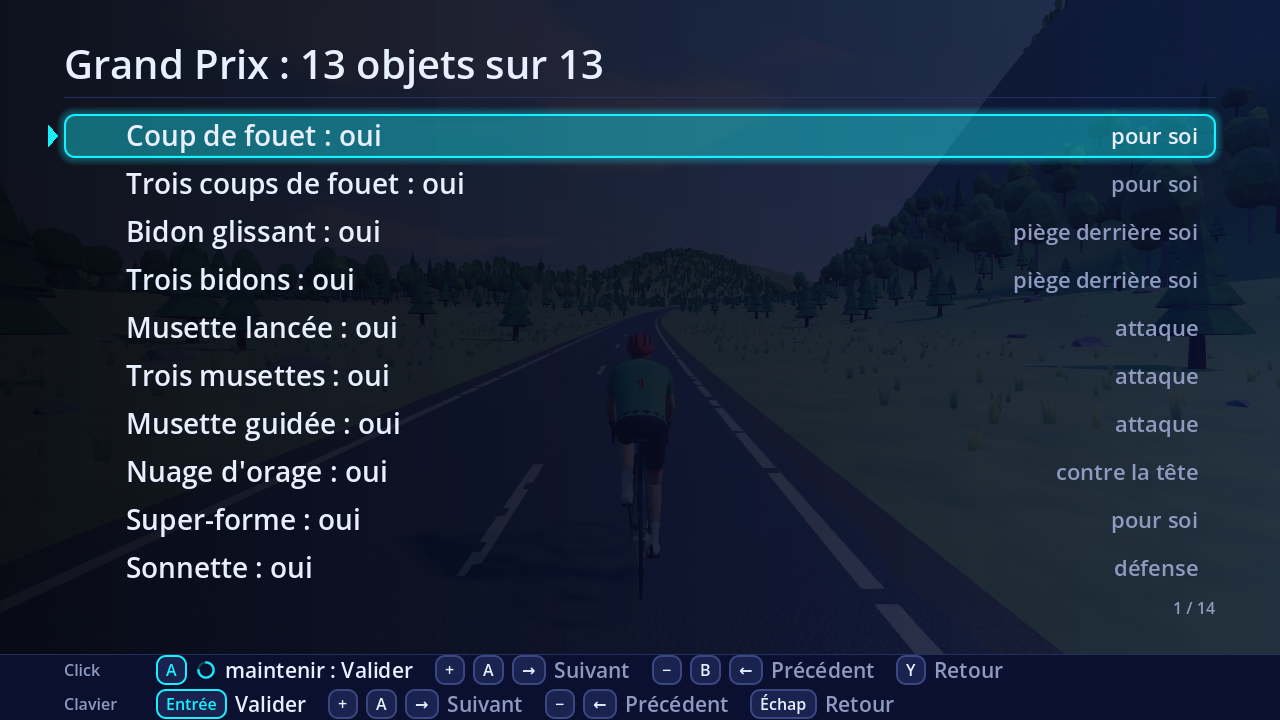 Grand Prix : 13 objets sur 13
Coup de fouet : oui pour soi
Trois coups de fouet : oui pour soi
Bidon glissant : oui piège derrière soi
Trois bidons : oui piège derrière soi
Musette lancée : oui attaque
Trois musettes : oui attaque
Musette guidée : oui attaque
Nuage d'orage : oui contre la tête
Super-forme : oui pour soi
Sonnette : oui défense
1 / 14
Click A maintenir : Valider + A → Suivant − B ← Précédent Y Retour
Clavier Entrée Valider + A → Suivant − ← Précédent Échap Retour